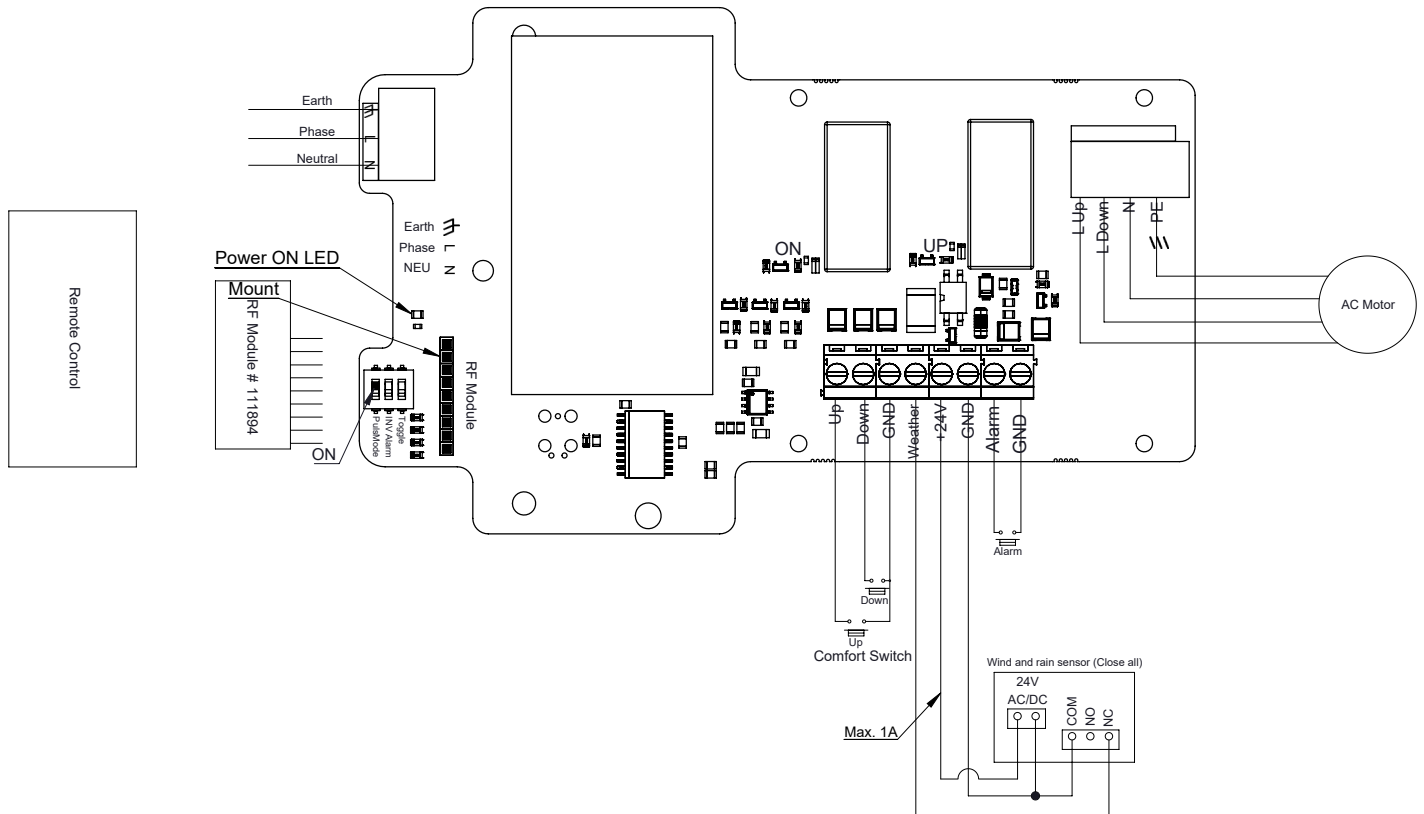 Earth
Phase
Neutral
L
N
Earth
Phase L
NEU N
Power ON LED
Mount
RF Module # 111894
Remote Control
RF Module
Toggle
INV Alarm
PulsMode
ON
ON
UP
L Up
L Down
N
PE
AC Motor
Up
Down
GND
Weather
+24V
GND
Alarm
GND
Alarm
Down
Up
Comfort Switch
Wind and rain sensor (Close all)
24V
AC/DC
COM
NO
NC
Max. 1A